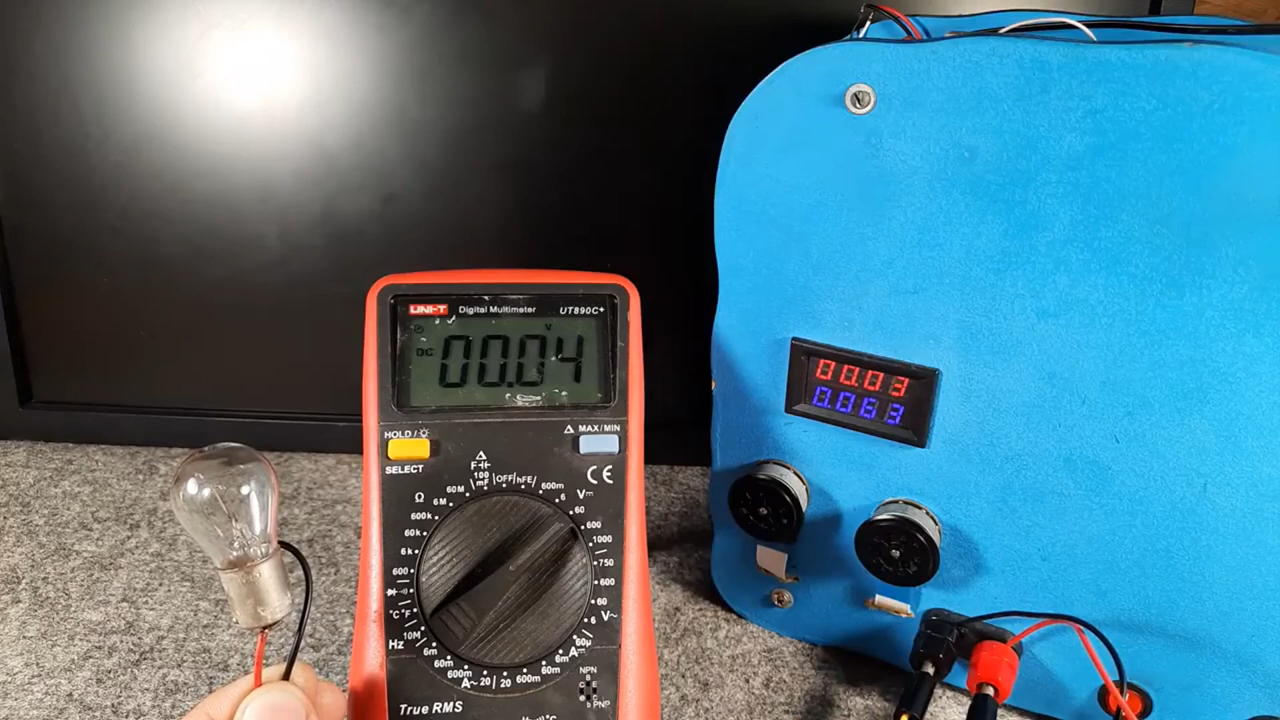 UNI-T Digital Multimeter UT890C+
V
DC 00.04
00.03
0.063
HOLD/
SELECT
MAX/MIN
CE
F
100 mF
OFF/hFE
600m
6
V
60
600
1000
750
600
60
V~
6
60µ
A
6m
60m
600m
20
20
A~
600m
60m
6m
Hz
10M
°C°F
600
6k
60k
600k
6M
60M
Ω
NPN
PNP
True RMS